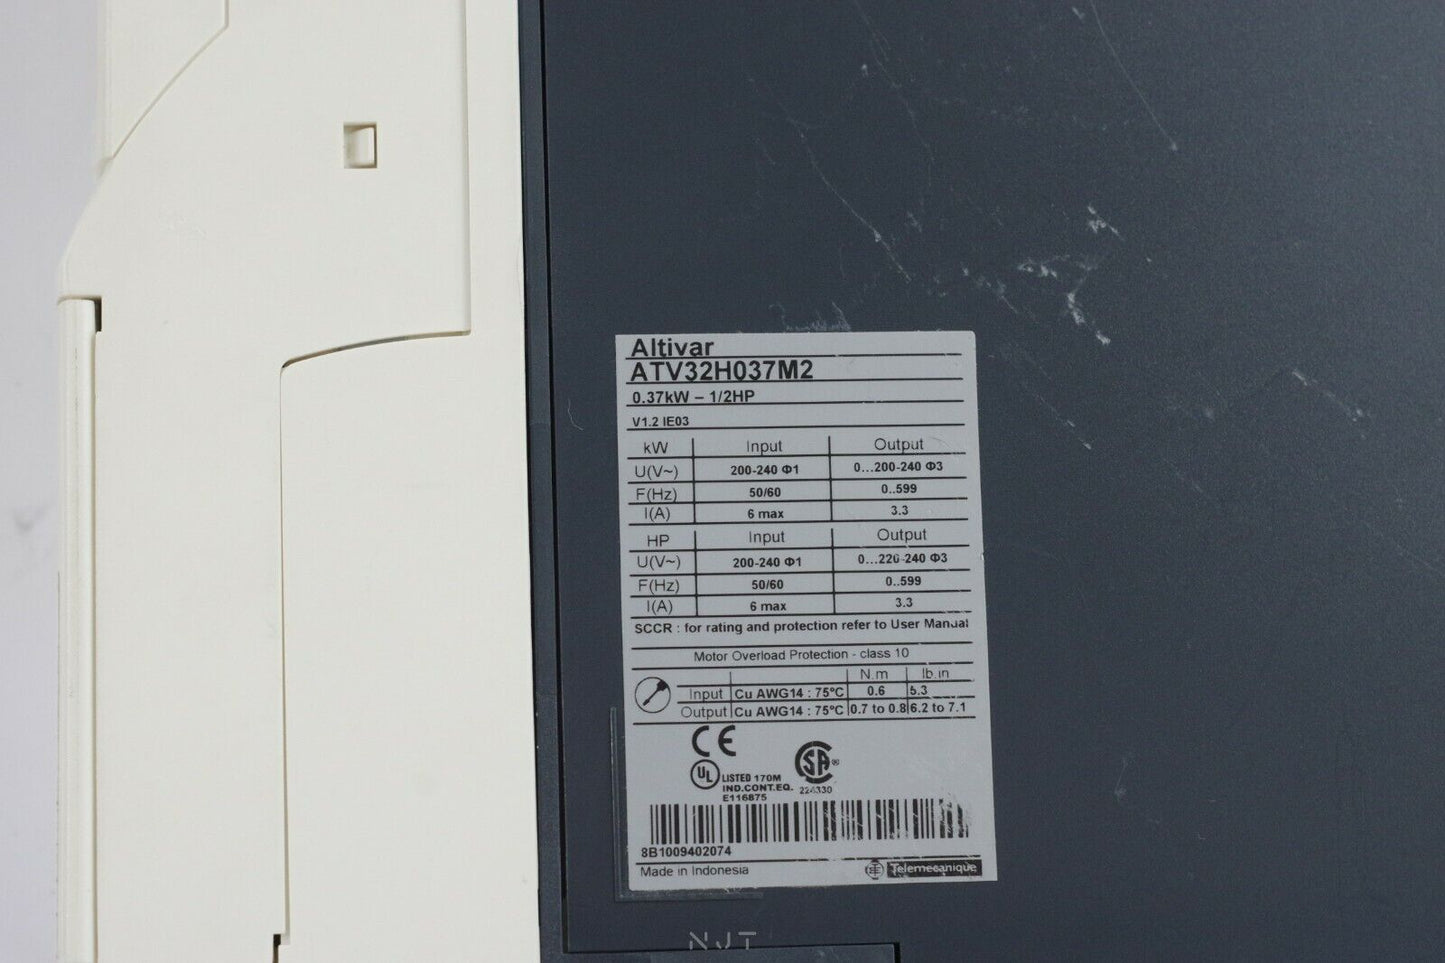 Altivar
ATV32H037M2
0.37kW – 1/2HP
V1.2 IE03
kW Input Output
U(V~) 200-240 Φ1 0...200-240 Φ3
F(Hz) 50/60 0..599
I(A) 6 max 3.3
HP Input Output
U(V~) 200-240 Φ1 0...220-240 Φ3
F(Hz) 50/60 0..599
I(A) 6 max 3.3
SCCR : for rating and protection refer to User Manual
Motor Overload Protection - class 10
N.m lb.in
Input Cu AWG14 : 75°C 0.6 5.3
Output Cu AWG14 : 75°C 0.7 to 0.8 6.2 to 7.1
CE
UL LISTED 170M
IND.CONT.EQ.
E116875
SA ®
224330
8B1009402074
Made in Indonesia Telemecanique
NJT